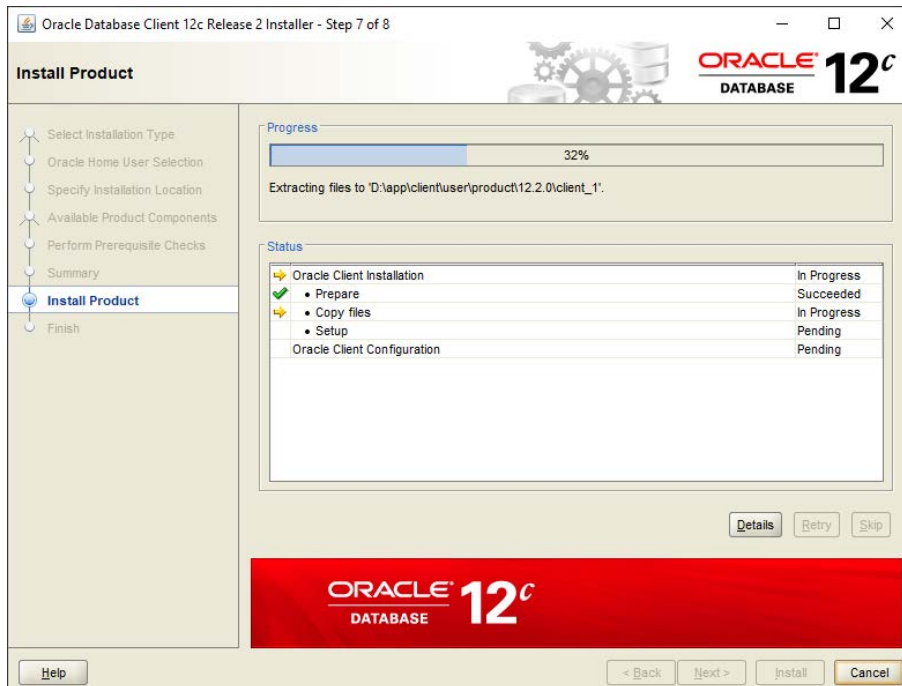 Oracle Database Client 12c Release 2 Installer - Step 7 of 8
Install Product
ORACLE 12c
DATABASE
Select Installation Type
Oracle Home User Selection
Specify Installation Location
Available Product Components
Perform Prerequisite Checks
Summary
Install Product
Finish
Progress
32%
Extracting files to 'D:\app\client\user\product\12.2.0\client_1'.
Status
Oracle Client Installation In Progress
• Prepare Succeeded
• Copy files In Progress
• Setup Pending
Oracle Client Configuration Pending
Details Retry Skip
ORACLE 12c
DATABASE
Help < Back Next > Install Cancel